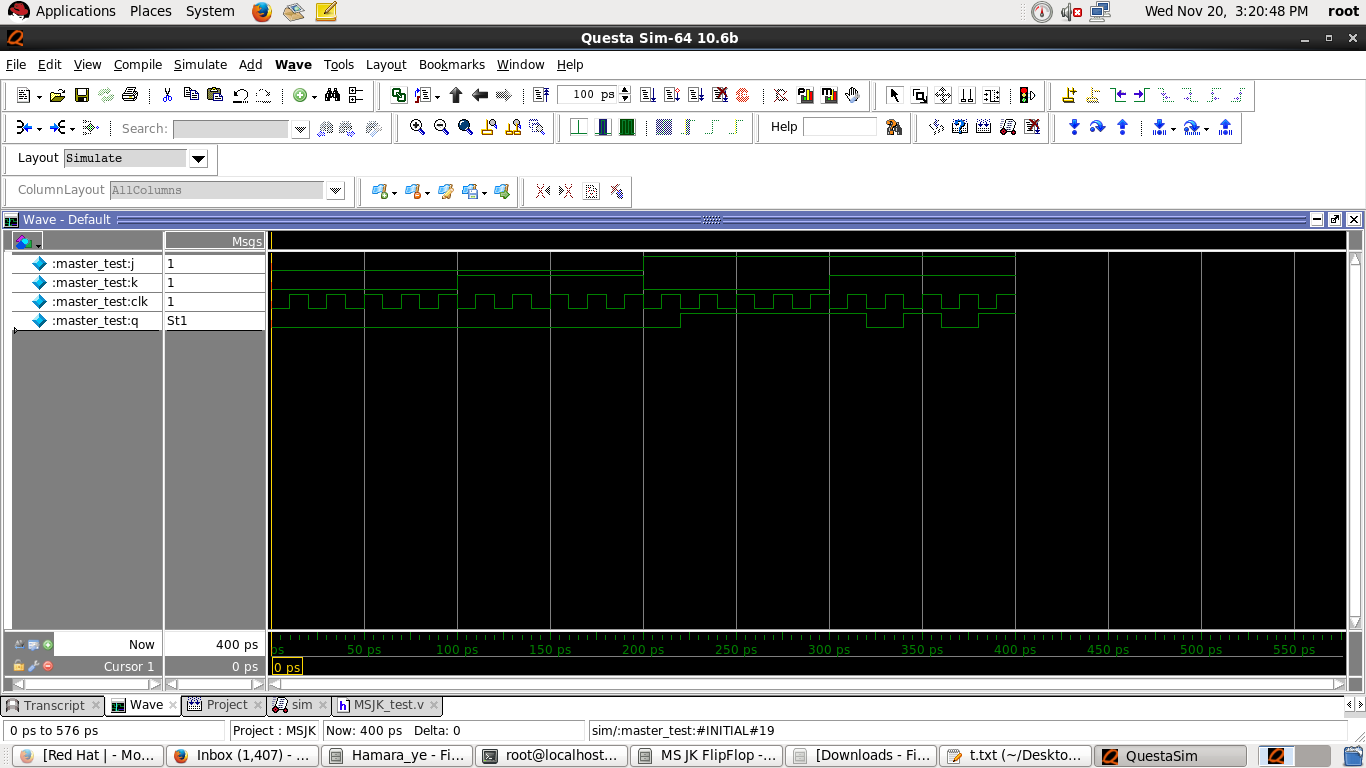 Applications Places System Wed Nov 20, 3:20:48 PM root
Questa Sim-64 10.6b
File Edit View Compile Simulate Add Wave Tools Layout Bookmarks Window Help
100 ps
Search: Help
Layout Simulate
ColumnLayout AllColumns
Wave - Default
Msgs
:master_test:j 1
:master_test:k 1
:master_test:clk 1
:master_test:q St1
Now 400 ps ps 50 ps 100 ps 150 ps 200 ps 250 ps 300 ps 350 ps 400 ps 450 ps 500 ps 550 ps
Cursor 1 0 ps 0 ps
Transcript Wave Project sim MSJK_test.v
0 ps to 576 ps Project : MSJK Now: 400 ps Delta: 0 sim/:master_test:#INITIAL#19
[Red Hat | - Mo... Inbox (1,407) - ... Hamara_ye - Fi... root@localhost... MS JK FlipFlop -... [Downloads - Fi... t.txt (~/Deskto... QuestaSim